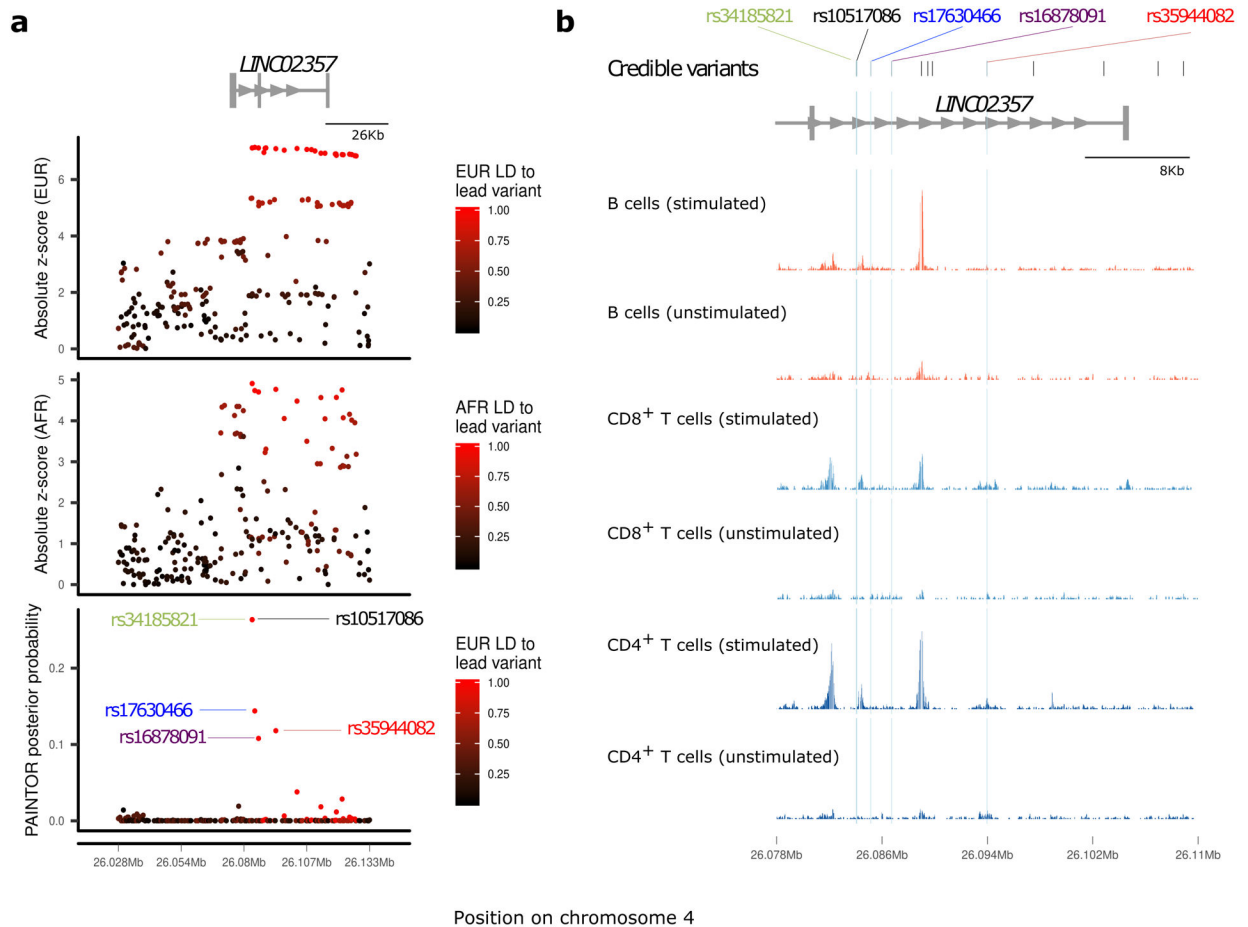 a
LINC02357
26Kb
Absolute z-score (EUR)
6
4
2
0
EUR LD to
lead variant
1.00
0.75
0.50
0.25
Absolute z-score (AFR)
5
4
3
2
1
0
AFR LD to
lead variant
1.00
0.75
0.50
0.25
PAINTOR posterior probability
0.2
0.1
0.0
rs34185821
rs10517086
rs17630466
rs35944082
rs16878091
EUR LD to
lead variant
1.00
0.75
0.50
0.25
26.028Mb 26.054Mb 26.08Mb 26.107Mb 26.133Mb
b
rs34185821 rs10517086 rs17630466 rs16878091 rs35944082
Credible variants
LINC02357
8Kb
B cells (stimulated)
B cells (unstimulated)
CD8+ T cells (stimulated)
CD8+ T cells (unstimulated)
CD4+ T cells (stimulated)
CD4+ T cells (unstimulated)
26.078Mb 26.086Mb 26.094Mb 26.102Mb 26.11Mb
Position on chromosome 4